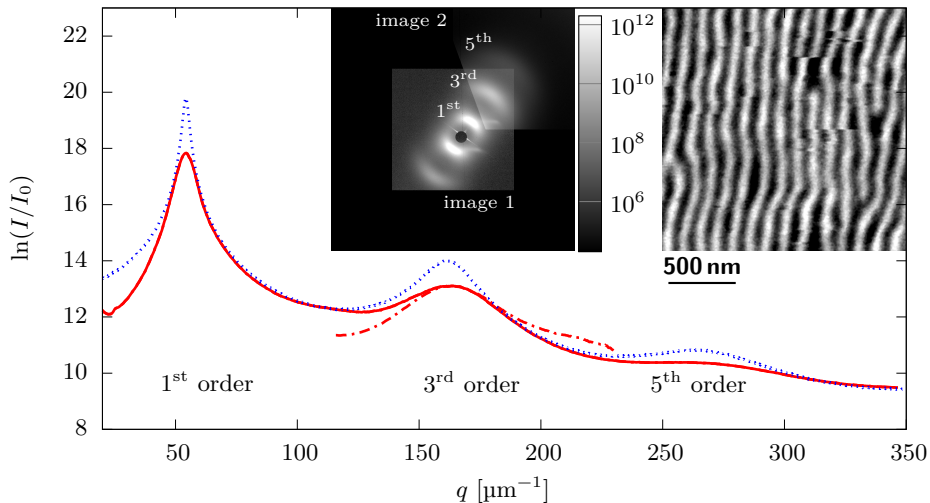 22
20
18
16
14
12
10
8
ln(I/I0)
image 2
5th
3rd
1st
image 1
10^12
10^10
10^8
10^6
500 nm
1st order
3rd order
5th order
50
100
150
200
250
300
350
q [µm−1]